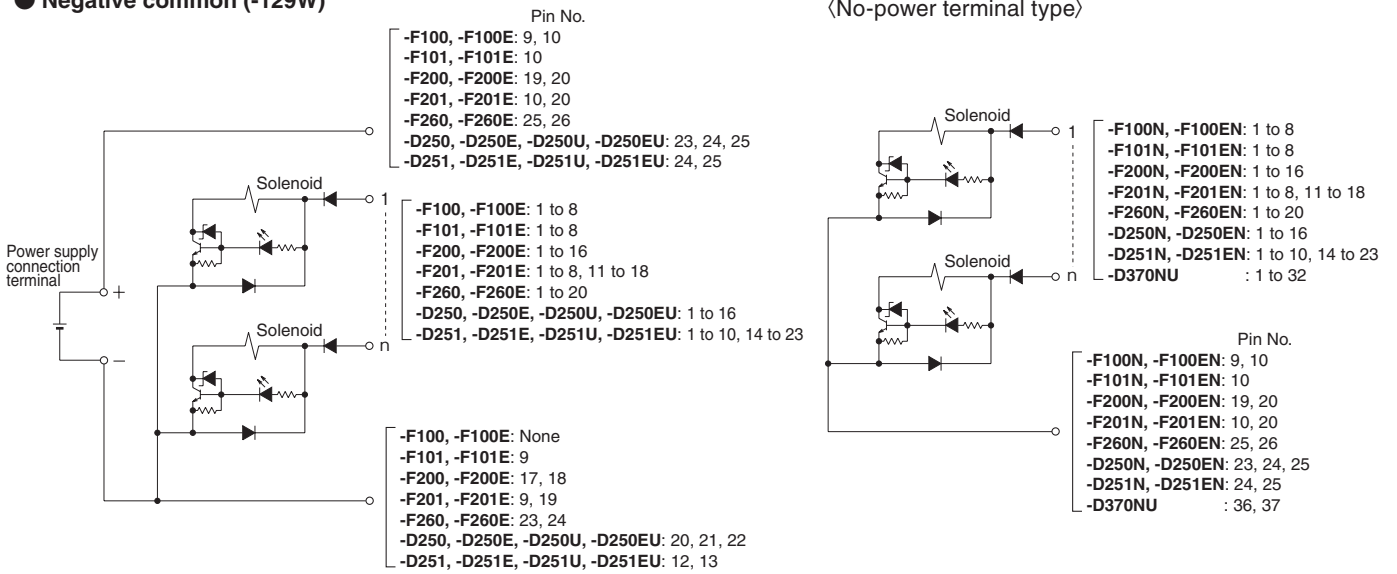 ● Negative common (-129W)
Pin No.
-F100, -F100E: 9, 10
-F101, -F101E: 10
-F200, -F200E: 19, 20
-F201, -F201E: 10, 20
-F260, -F260E: 25, 26
-D250, -D250E, -D250U, -D250EU: 23, 24, 25
-D251, -D251E, -D251U, -D251EU: 24, 25
Solenoid
1
-F100, -F100E: 1 to 8
-F101, -F101E: 1 to 8
-F200, -F200E: 1 to 16
-F201, -F201E: 1 to 8, 11 to 18
-F260, -F260E: 1 to 20
-D250, -D250E, -D250U, -D250EU: 1 to 16
-D251, -D251E, -D251U, -D251EU: 1 to 10, 14 to 23
Power supply
connection
terminal
+
−
Solenoid
n
-F100, -F100E: None
-F101, -F101E: 9
-F200, -F200E: 17, 18
-F201, -F201E: 9, 19
-F260, -F260E: 23, 24
-D250, -D250E, -D250U, -D250EU: 20, 21, 22
-D251, -D251E, -D251U, -D251EU: 12, 13
〈No-power terminal type〉
Solenoid
1
-F100N, -F100EN: 1 to 8
-F101N, -F101EN: 1 to 8
-F200N, -F200EN: 1 to 16
-F201N, -F201EN: 1 to 8, 11 to 18
-F260N, -F260EN: 1 to 20
-D250N, -D250EN: 1 to 16
-D251N, -D251EN: 1 to 10, 14 to 23
-D370NU : 1 to 32
Solenoid
n
Pin No.
-F100N, -F100EN: 9, 10
-F101N, -F101EN: 10
-F200N, -F200EN: 19, 20
-F201N, -F201EN: 10, 20
-F260N, -F260EN: 25, 26
-D250N, -D250EN: 23, 24, 25
-D251N, -D251EN: 24, 25
-D370NU : 36, 37